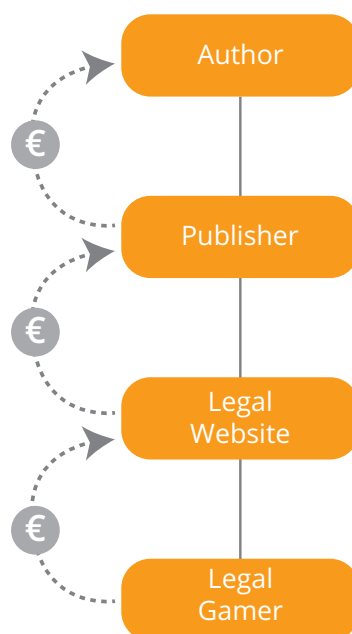 Author
€
Publisher
€
Legal
Website
€
Legal
Gamer